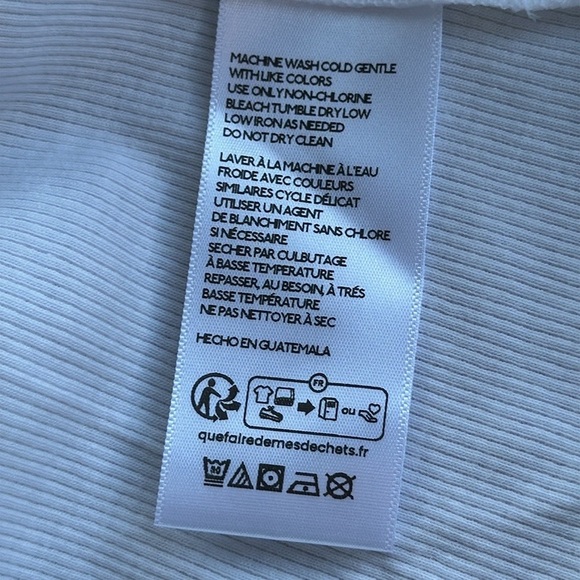 MACHINE WASH COLD GENTLE
WITH LIKE COLORS
USE ONLY NON-CHLORINE
BLEACH TUMBLE DRY LOW
LOW IRON AS NEEDED
DO NOT DRY CLEAN
LAVER À LA MACHINE À L'EAU
FROIDE AVEC COULEURS
SIMILAIRES CYCLE DÉLICAT
UTILISER UN AGENT
DE BLANCHIMENT SANS CHLORE
SI NÉCESSAIRE
SECHER PAR CULBUTAGE
À BASSE TEMPERATURE
REPASSER, AU BESOIN, À TRÉS
BASSE TEMPÉRATURE
NE PAS NETTOYER À SEC
HECHO EN GUATEMALA
FR
OU
quefairedemesdechets.fr
30